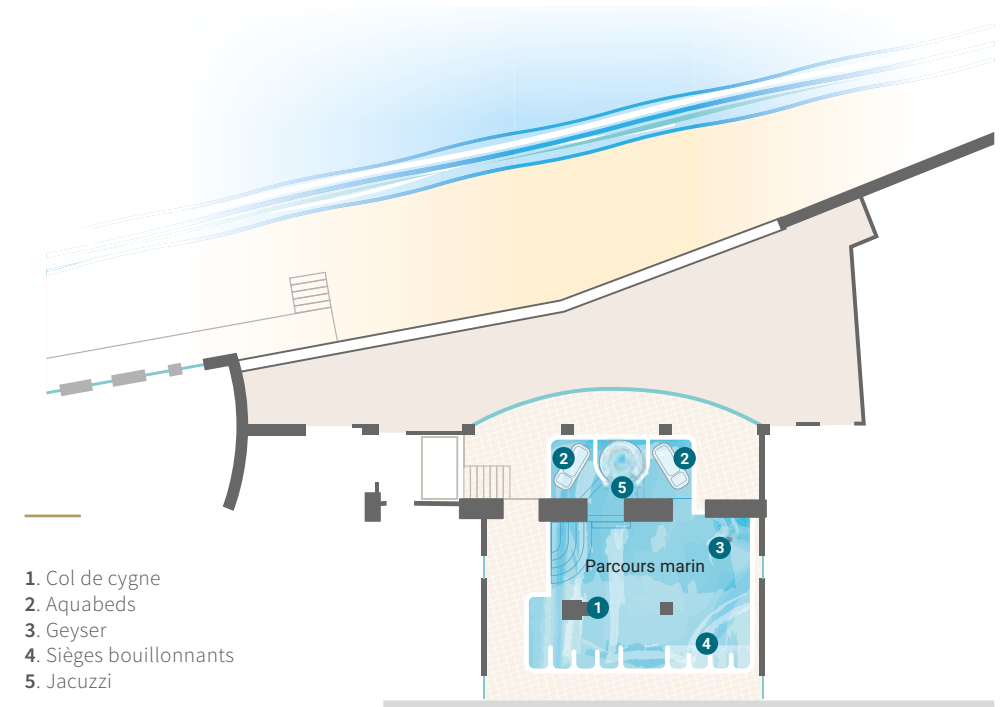 2
2
5
3
Parcours marin
1
4
1. Col de cygne
2. Aquabeds
3. Geyser
4. Sièges bouillonnants
5. Jacuzzi